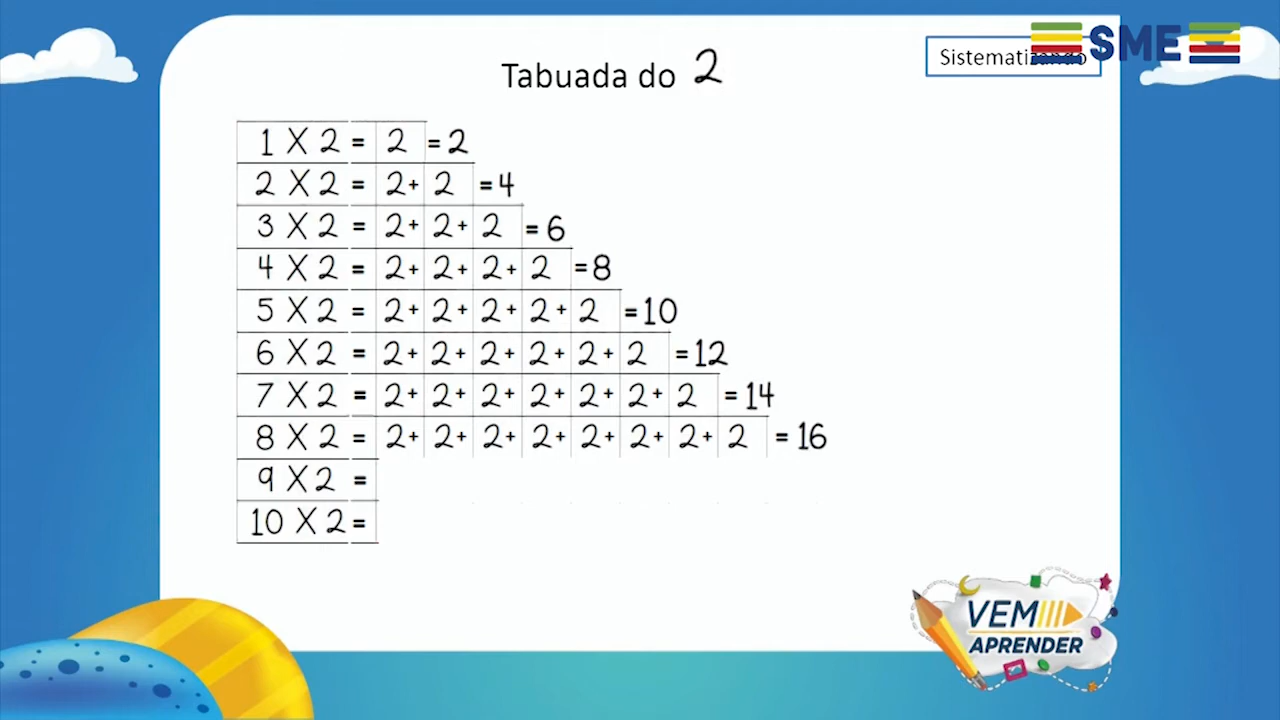 SME
Sistematizando
Tabuada do 2
1 X 2 = 2 = 2
2 X 2 = 2+ 2 = 4
3 X 2 = 2+ 2+ 2 = 6
4 X 2 = 2+ 2+ 2+ 2 = 8
5 X 2 = 2+ 2+ 2+ 2+ 2 = 10
6 X 2 = 2+ 2+ 2+ 2+ 2+ 2 = 12
7 X 2 = 2+ 2+ 2+ 2+ 2+ 2+ 2 = 14
8 X 2 = 2+ 2+ 2+ 2+ 2+ 2+ 2+ 2 = 16
9 X 2 =
10 X 2 =
VEM
APRENDER